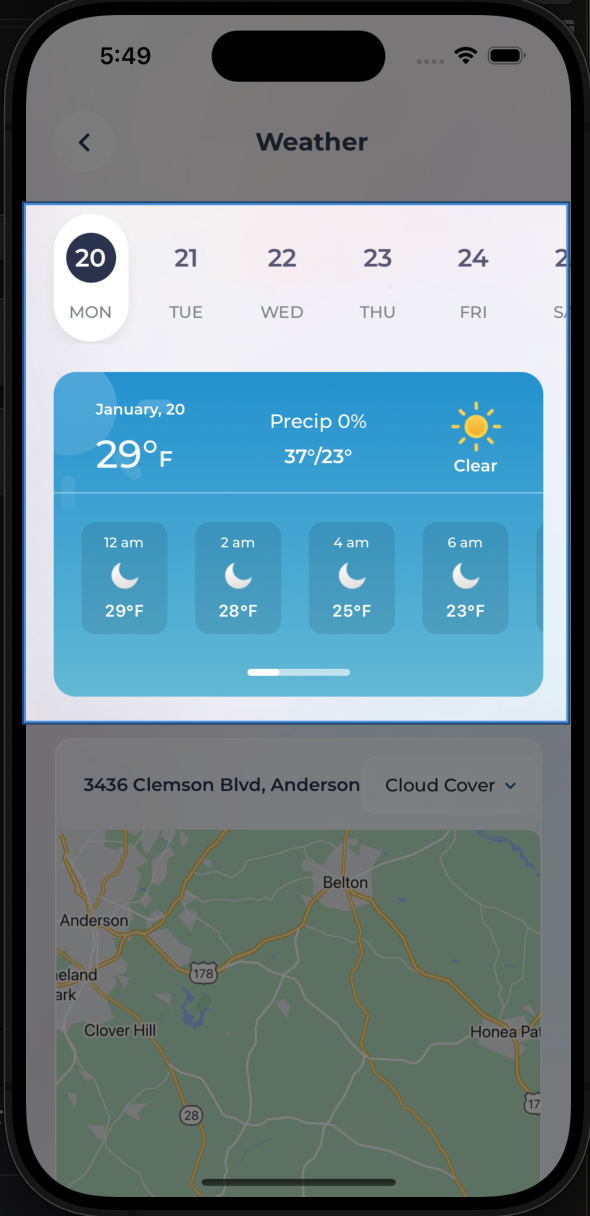 5:49
Weather
20 21 22 23 24
MON TUE WED THU FRI
January, 20
29°F
Precip 0%
37°/23°
Clear
12 am 2 am 4 am 6 am
29°F 28°F 25°F 23°F
3436 Clemson Blvd, Anderson Cloud Cover
Belton
Anderson
eland
ark
178
Clover Hill
Honea Pat
28
17